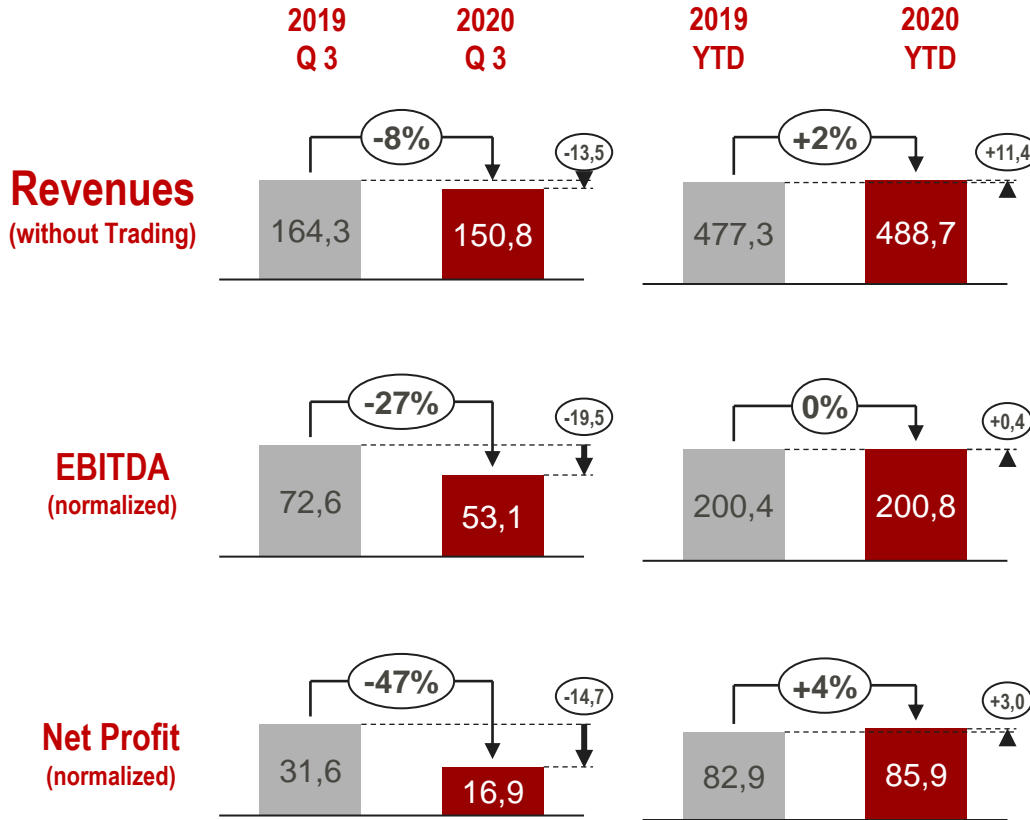 2019
Q 3
2020
Q 3
2019
YTD
2020
YTD
Revenues
(without Trading)
-8%
-13,5
164,3
150,8
+2%
+11,4
477,3
488,7
EBITDA
(normalized)
-27%
-19,5
72,6
53,1
0%
+0,4
200,4
200,8
Net Profit
(normalized)
-47%
-14,7
31,6
16,9
+4%
+3,0
82,9
85,9